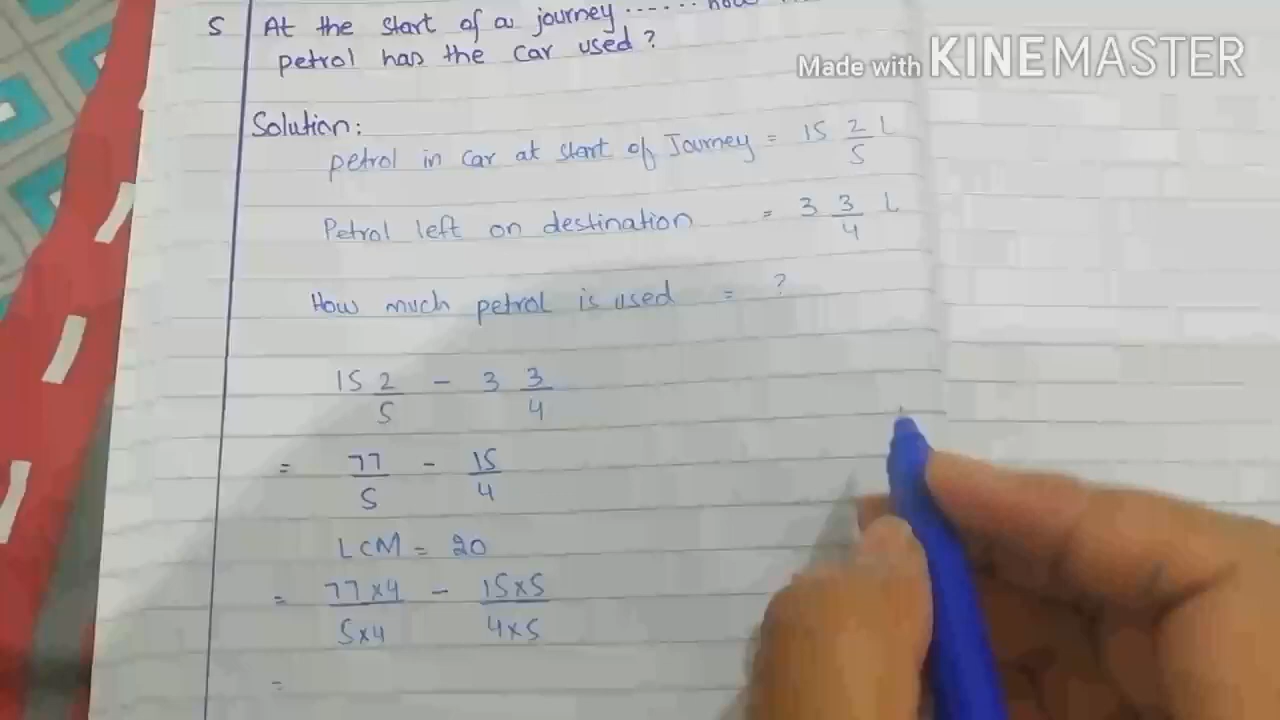 5 At the start of a journey ......
petrol has the car used?
Made with KINEMASTER
Solution:
petrol in car at start of Journey = 15 2/5 L
Petrol left on destination = 3 3/4 L
How much petrol is used = ?
15 2/5 - 3 3/4
= 77/5 - 15/4
LCM = 20
= 77x4/5x4 - 15x5/4x5
=